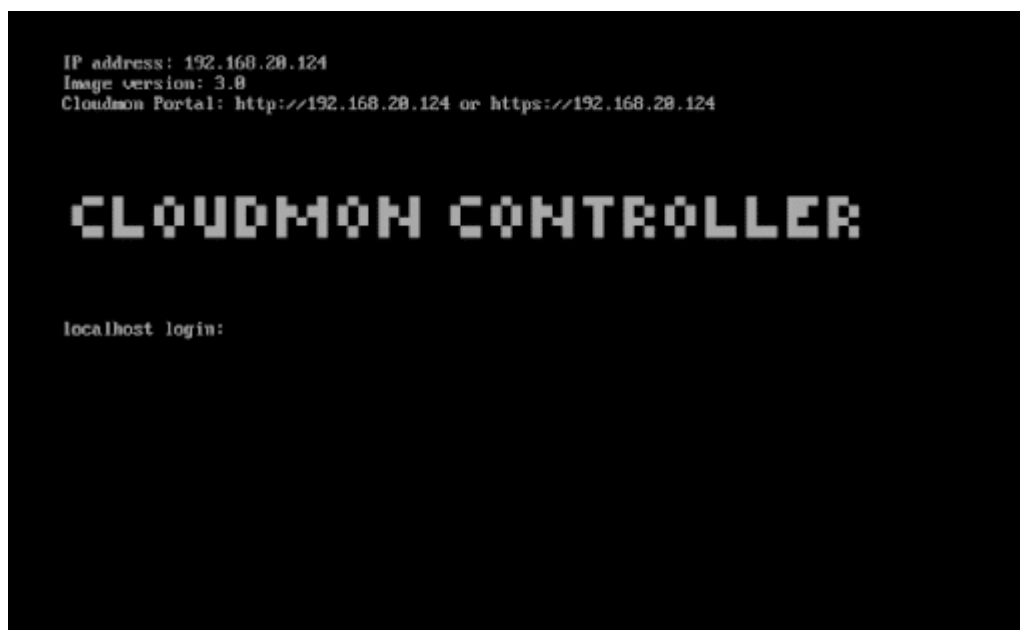 IP address: 192.168.20.124
Image version: 3.0
Cloudmon Portal: http://192.168.20.124 or https://192.168.20.124
CLOUDMON CONTROLLER
localhost login: